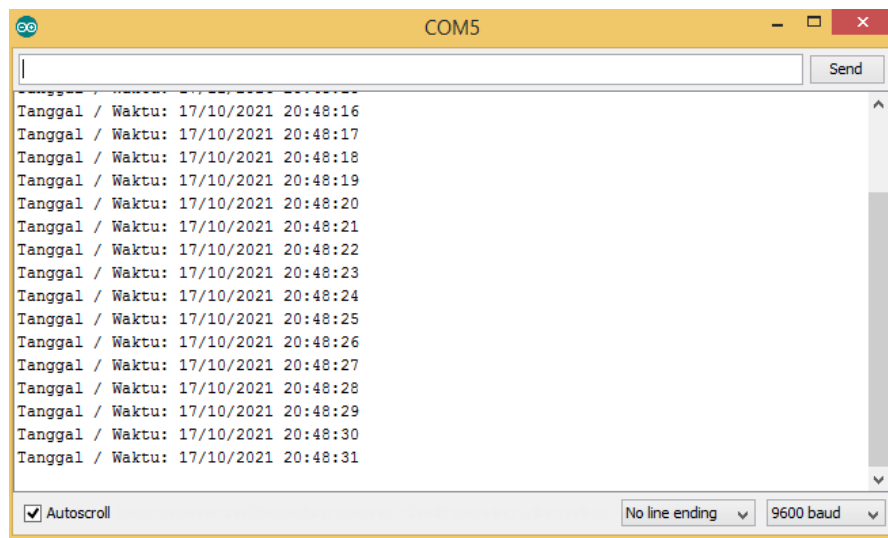 COM5
Send
Tanggal / Waktu: 17/10/2021 20:48:16
Tanggal / Waktu: 17/10/2021 20:48:17
Tanggal / Waktu: 17/10/2021 20:48:18
Tanggal / Waktu: 17/10/2021 20:48:19
Tanggal / Waktu: 17/10/2021 20:48:20
Tanggal / Waktu: 17/10/2021 20:48:21
Tanggal / Waktu: 17/10/2021 20:48:22
Tanggal / Waktu: 17/10/2021 20:48:23
Tanggal / Waktu: 17/10/2021 20:48:24
Tanggal / Waktu: 17/10/2021 20:48:25
Tanggal / Waktu: 17/10/2021 20:48:26
Tanggal / Waktu: 17/10/2021 20:48:27
Tanggal / Waktu: 17/10/2021 20:48:28
Tanggal / Waktu: 17/10/2021 20:48:29
Tanggal / Waktu: 17/10/2021 20:48:30
Tanggal / Waktu: 17/10/2021 20:48:31
Autoscroll
No line ending
9600 baud